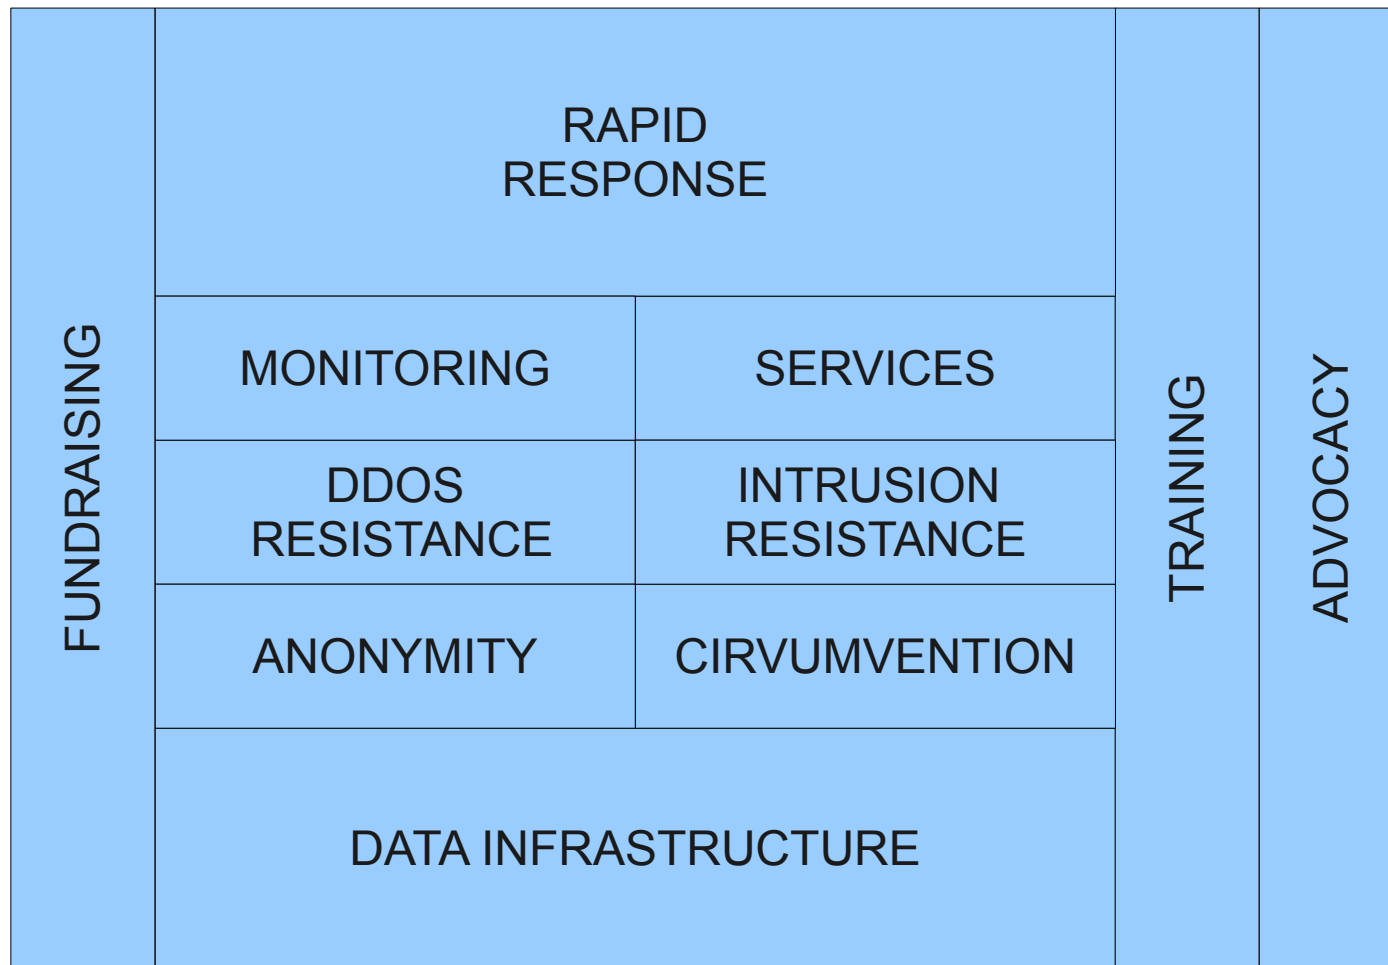 FUNDRAISING
RAPID
RESPONSE
MONITORING
SERVICES
DDOS
RESISTANCE
INTRUSION
RESISTANCE
ANONYMITY
CIRVUMVENTION
DATA INFRASTRUCTURE
TRAINING
ADVOCACY